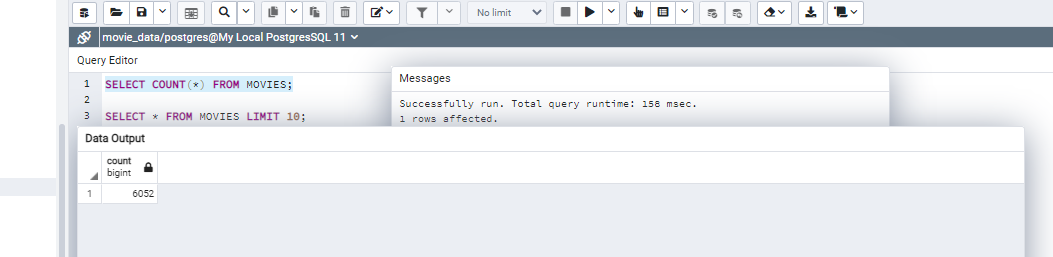 No limit
movie_data/postgres@My Local PostgresSQL 11
Query Editor
1 SELECT COUNT(*) FROM MOVIES;
2
3 SELECT * FROM MOVIES LIMIT 10;
Messages
Successfully run. Total query runtime: 158 msec.
1 rows affected.
Data Output
count
bigint
1 6052